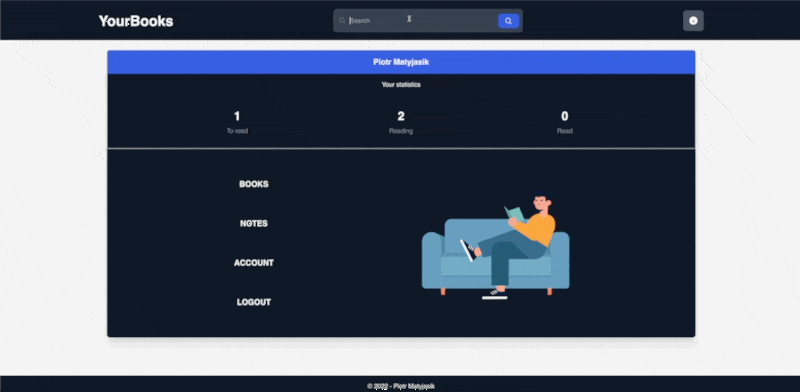 YourBooks
Search
Piotr Matyjasik
Your statistics
1 2 0
To read Reading Read
BOOKS
NOTES
ACCOUNT
LOGOUT
© 2022 - Piotr Matyjasik